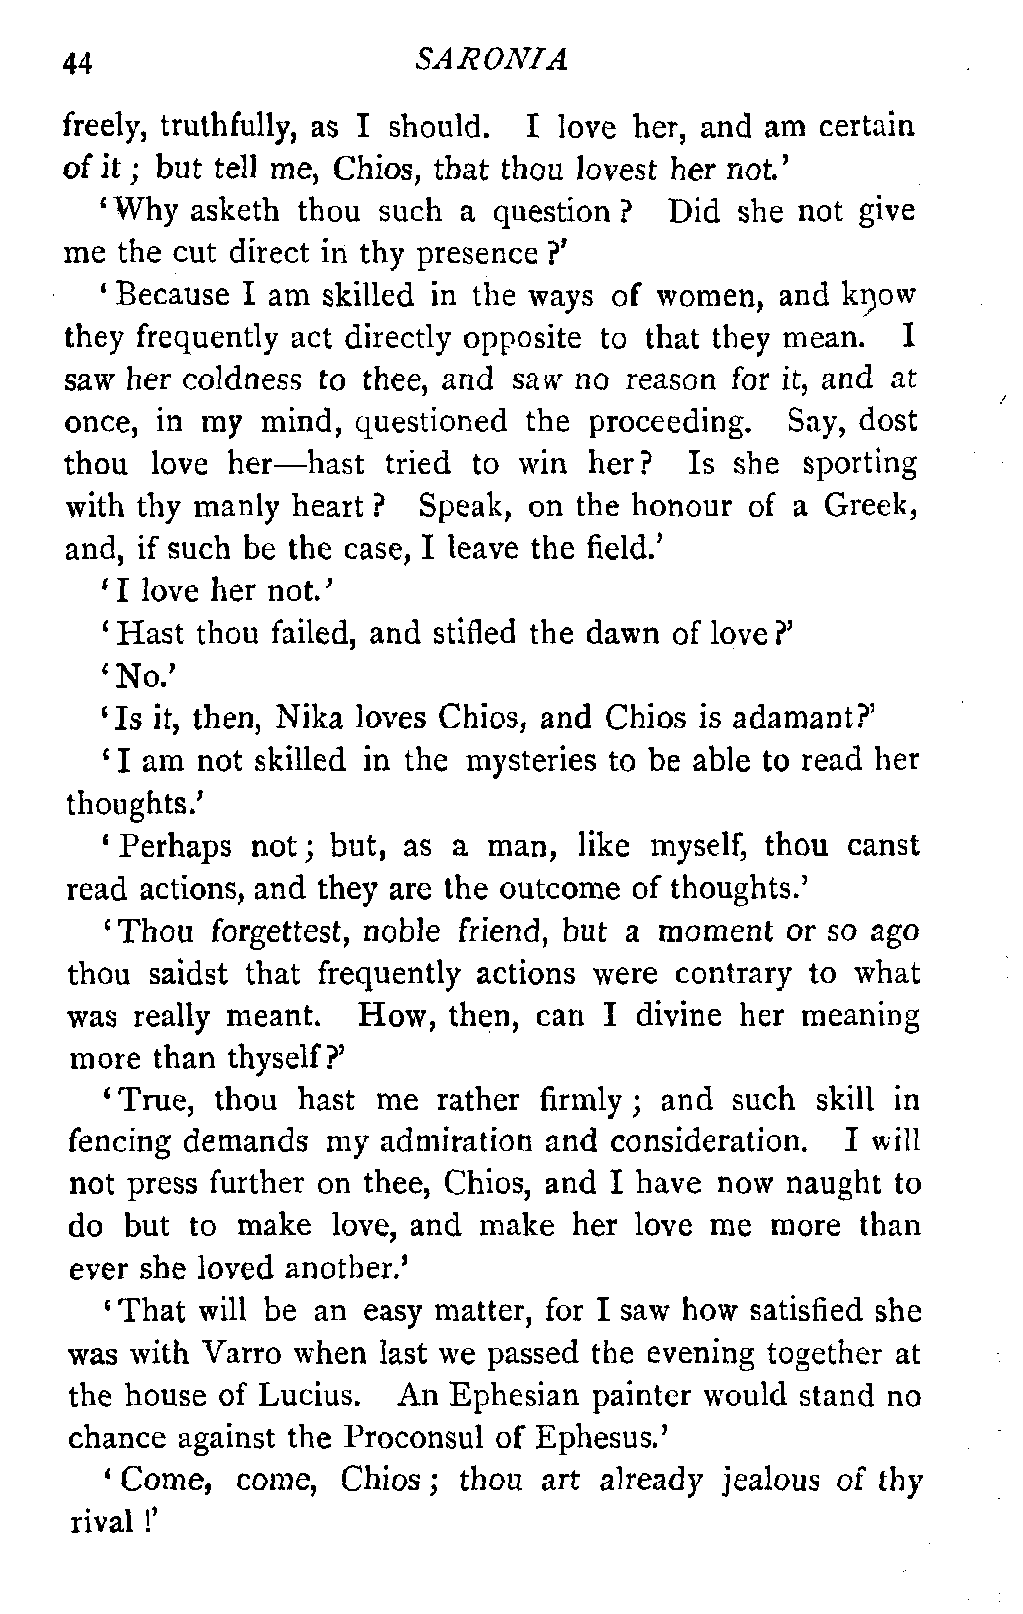 44 SARONIA
freely, truthfully, as I should. I love her, and am certain
of it ; but tell me, Chios, that thou lovest her not.'
‘Why asketh thou such a question ? Did she not give
me the cut direct in thy presence ?’
‘Because I am skilled in the ways of women, and know
they frequently act directly opposite to that they mean. I
saw her coldness to thee, and saw no reason for it, and at
once, in my mind, questioned the proceeding. Say, dost
thou love her—hast tried to win her? Is she sporting
with thy manly heart ? Speak, on the honour of a Greek,
and, if such be the case, I leave the field.’
‘I love her not.’
‘Hast thou failed, and stifled the dawn of love ?’
‘No.’
‘Is it, then, Nika loves Chios, and Chios is adamant?’
‘I am not skilled in the mysteries to be able to read her
thoughts.’
‘Perhaps not ; but, as a man, like myself, thou canst
read actions, and they are the outcome of thoughts.’
‘Thou forgettest, noble friend, but a moment or so ago
thou saidst that frequently actions were contrary to what
was really meant. How, then, can I divine her meaning
more than thyself?’
‘True, thou hast me rather firmly ; and such skill in
fencing demands my admiration and consideration. I will
not press further on thee, Chios, and I have now naught to
do but to make love, and make her love me more than
ever she loved another.’
‘That will be an easy matter, for I saw how satisfied she
was with Varro when last we passed the evening together at
the house of Lucius. An Ephesian painter would stand no
chance against the Proconsul of Ephesus.’
‘Come, come, Chios ; thou art already jealous of thy
rival !’